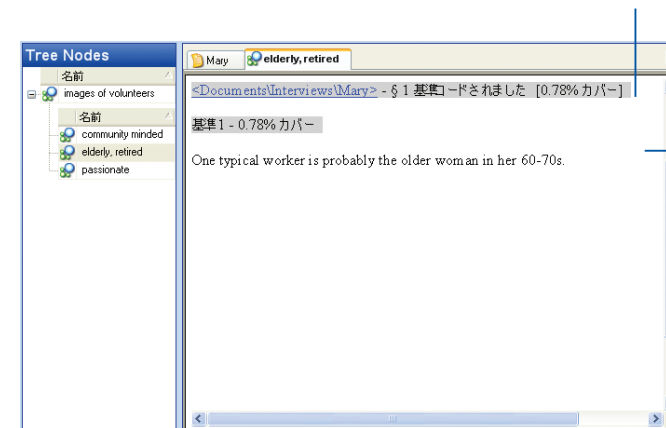 Tree Nodes
名前
images of volunteers
名前
community minded
elderly, retired
passionate
Mary
elderly, retired
<Documents\Interviews\Mary> - § 1 基準コードされました [0.78% カバー]
基準 1 - 0.78% カバー
One typical worker is probably the older woman in her 60-70s.